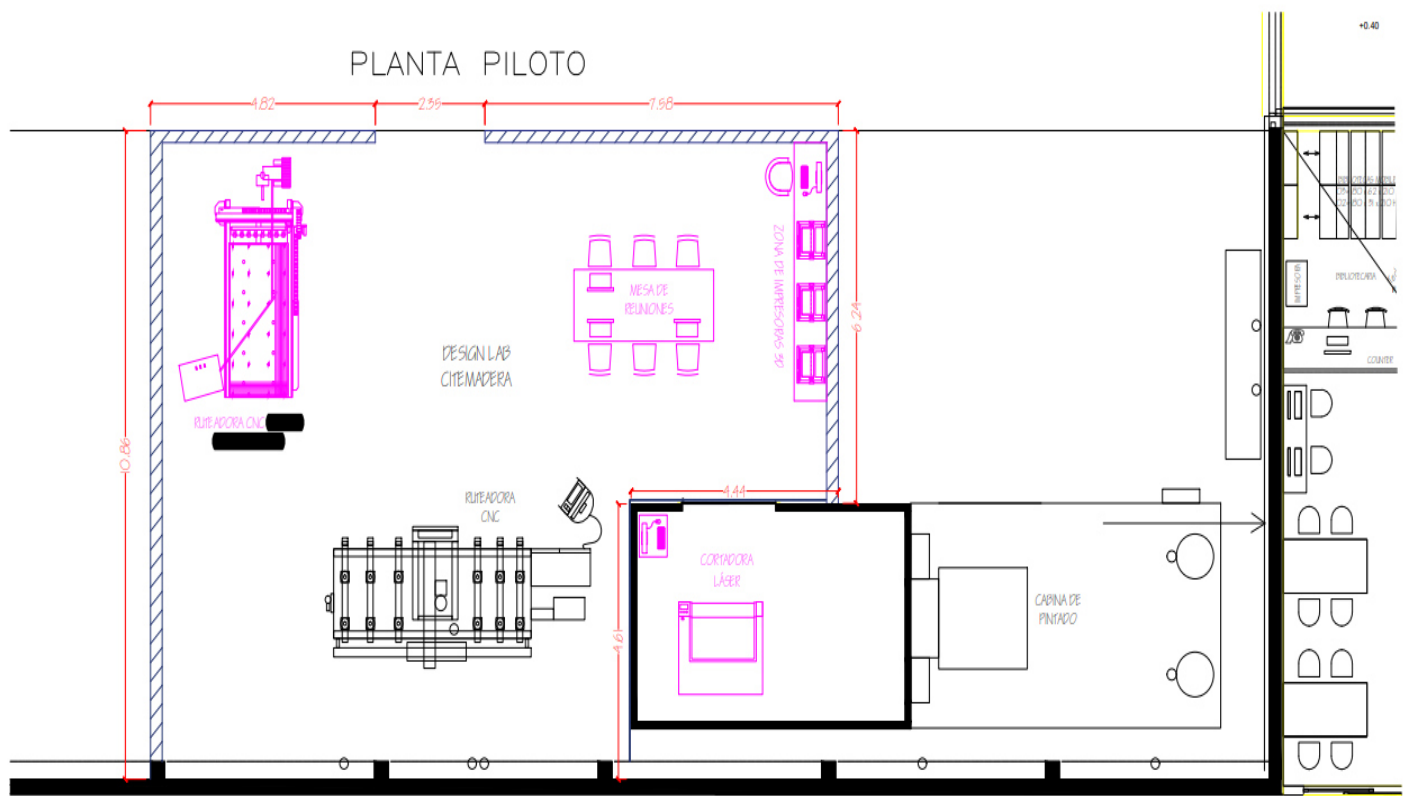 +0.40
PLANTA PILOTO
4.82
2.35
7.58
IMPRESORA
BIBLIOTECARIA
COUNTER
ZONA DE IMPRESORAS 3D
MESA DE
REUNIONES
6.24
DESIGN LAB
CITEMADERA
RUTEADORA CNC
10.86
RUTEADORA
CNC
4.44
CORTADORA
LÁSER
CABINA DE
PINTADO
4.61